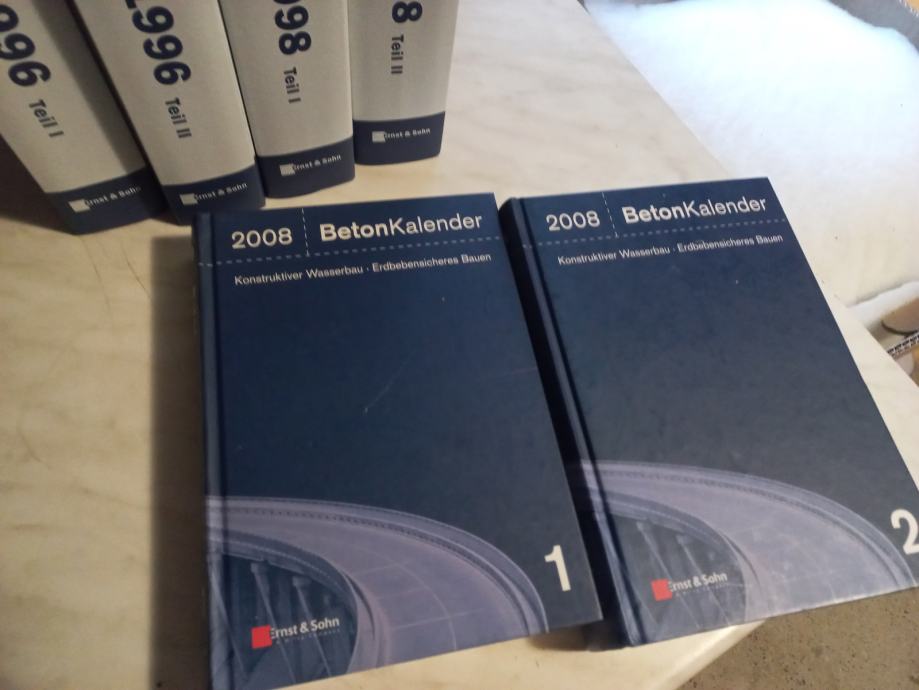 996 Teil I
1996 Teil II
998 Teil I
8 Teil II
Ernst & Sohn
Ernst & Sohn
Ernst & Sohn
Ernst & Sohn
2008 BetonKalender
Konstruktiver Wasserbau · Erdbebensicheres Bauen
1
Ernst & Sohn
2008 BetonKalender
Konstruktiver Wasserbau · Erdbebensicheres Bauen
2
Ernst & Sohn